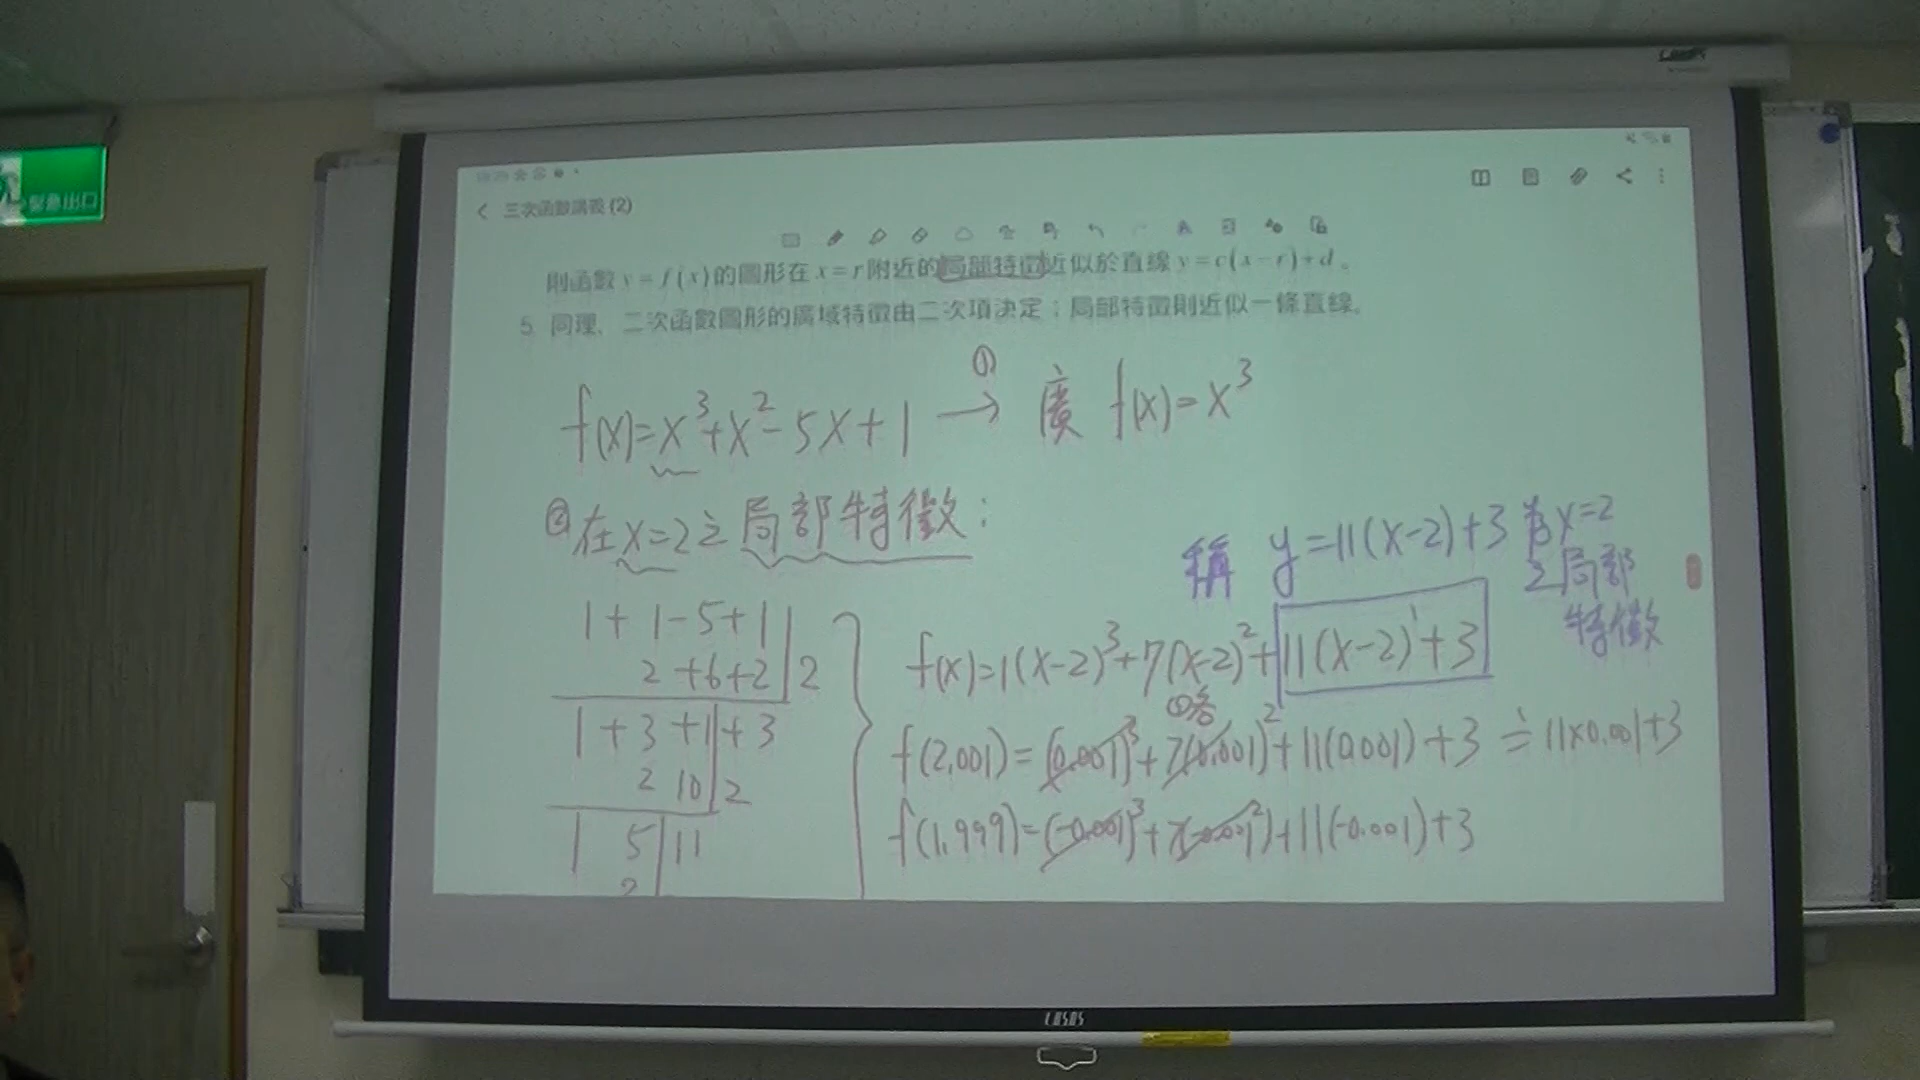 緊急出口
三次函數講義 (2)
則函數 y = f(x) 的圖形在 x = r 附近的局部特徵近似於直線 y = c(x − r) + d 。
5. 同理，二次函數圖形的廣域特徵由二次項決定；局部特徵則近似一條直線。
f(x)=x³+x²-5x+1 ① → 廣 f(x)=x³
② 在 x=2 之局部特徵：
稱 y=11(x-2)+3 為 x=2
之局部
特徵
1+1-5+1
2+6+2 2
1+3+1+3
2 10 2
1 5 11
2
f(x)=1(x-2)³+7(x-2)²+11(x-2)¹+3
f(2.001)=(0.001)³+7(0.001)²+11(0.001)+3≒11x0.001+3
f(1.999)=(-0.001)³+7(-0.001²)+11(-0.001)+3